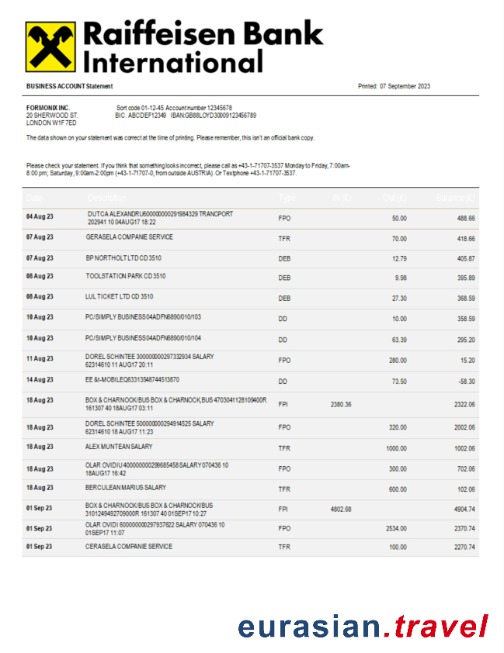 Raiffeisen Bank
International
BUSINESS ACCOUNT Statement Printed: 07 September 2023
FORMONIX INC. Sort code 01-12-45 Account number 12345678
20 SHERWOOD ST. BIC: ABCDEF12349 IBAN:GB88LOYD30009123456789
LONDON W1F7ED
The data shown on your statement was correct at the time of printing. Please remember, this isn't an official bank copy.
Please check your statement. If you think that something looks incorrect, please call as +43-1-71707-3537 Monday to Friday, 7:00am-
8:00 pm; Saturday, 9:00am-2:00pm (+43-1-71707-0, from outside AUSTRIA). Or Textphone +43-1-71707-3537.
Date Description Type In (£) Out (£) Balance (£)
04 Aug 23 DUTCA ALEXANDRU600000000291984329 TRANCPORT FPO 50.00 488.66
202941 10 04AUG17 18:22
07 Aug 23 GERASELA COMPANIE SERVICE TFR 70.00 418.66
07 Aug 23 BP NORTHOLT LTD CD 3510 DEB 12.79 405.87
08 Aug 23 TOOLSTATION PARK CD 3510 DEB 9.98 395.89
08 Aug 23 LUL TICKET LTD CD 3510 DEB 27.30 368.59
10 Aug 23 PC/SIMPLY BUSINESS04ADFN6890/010/103 DD 10.00 358.59
10 Aug 23 PC/SIMPLY BUSINESS04ADFN6890/010/104 DD 63.39 295.20
11 Aug 23 DOREL SCHINTEE 300000000297332934 SALARY FPO 280.00 15.20
62314610 11 AUG17 20:11
14 Aug 23 EE &t-MOBILEQ63313548744513870 DD 73.50 -58.30
18 Aug 23 BOX & CHARNOCK/BUS BOX & CHARNOCK,BUS 4703041128109400R FPI 2380.36 2322.06
161307 40 18AUG17 03:11
18 Aug 23 DOREL SCHINTEE 500000000294914525 SALARY FPO 320.00 2002.06
62314610 18 AUG17 11:23
18 Aug 23 ALEX MUNTEAN SALARY TFR 1000.00 1002.06
18 Aug 23 OLAR OVIDIU400000000289685458 SALARY 070436 10 FPO 300.00 702.06
18AUG17 16:42
18 Aug 23 BERCULEAN MARIUS SALARY TFR 600.00 102.06
01 Sep 23 BOX & CHARNOCK/BUS BOX & CHARNOCK/BUS FPI 4802.68 4904.74
3101249492709000R 161307 40 01SEP17 10:27
01 Sep 23 OLAR OVIDI 600000000297937622 SALARY 070436 10 FPO 2534.00 2370.74
01SEP17 11:07
01 Sep 23 CERASELA COMPANIE SERVICE TFR 100.00 2270.74
eurasian.travel